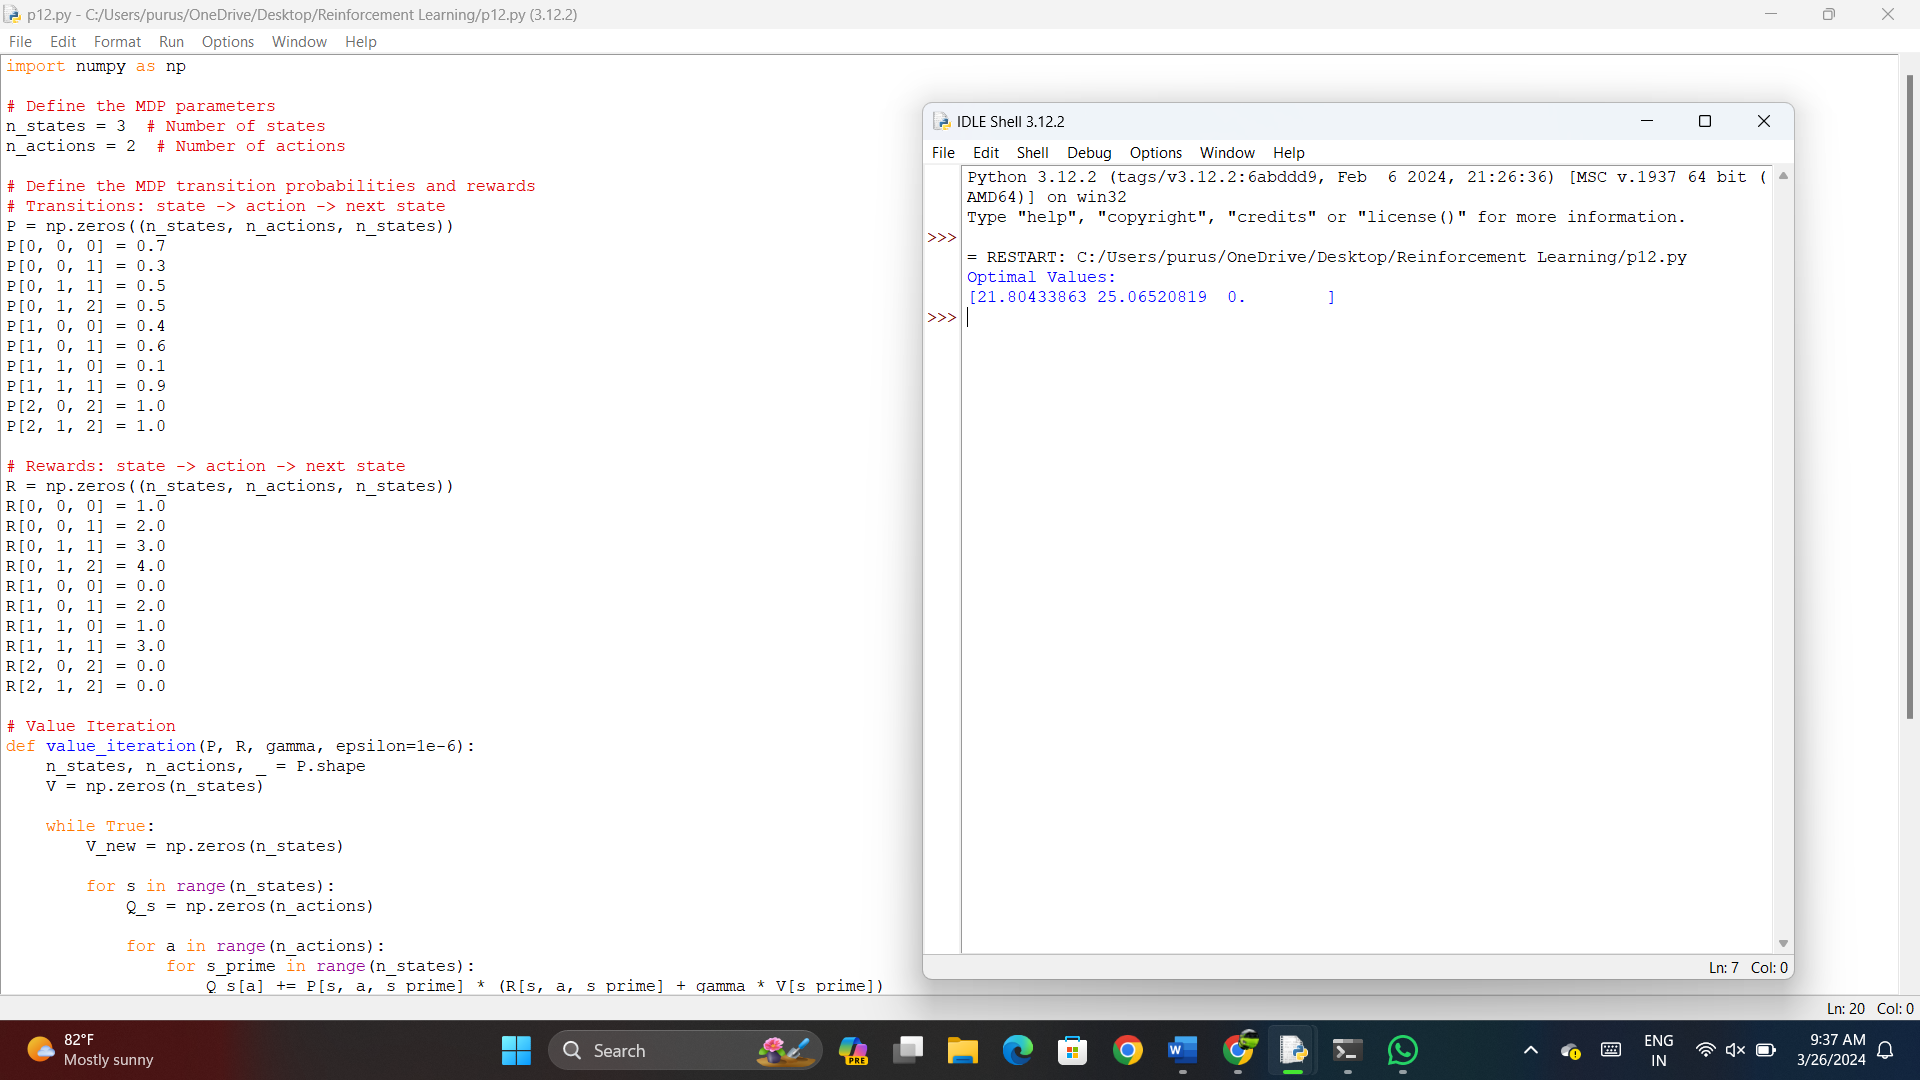 p12.py - C:/Users/purus/OneDrive/Desktop/Reinforcement Learning/p12.py (3.12.2)
File Edit Format Run Options Window Help
import numpy as np
# Define the MDP parameters
n_states = 3  # Number of states
n_actions = 2  # Number of actions
# Define the MDP transition probabilities and rewards
# Transitions: state -> action -> next state
P = np.zeros((n_states, n_actions, n_states))
P[0, 0, 0] = 0.7
P[0, 0, 1] = 0.3
P[0, 1, 1] = 0.5
P[0, 1, 2] = 0.5
P[1, 0, 0] = 0.4
P[1, 0, 1] = 0.6
P[1, 1, 0] = 0.1
P[1, 1, 1] = 0.9
P[2, 0, 2] = 1.0
P[2, 1, 2] = 1.0
# Rewards: state -> action -> next state
R = np.zeros((n_states, n_actions, n_states))
R[0, 0, 0] = 1.0
R[0, 0, 1] = 2.0
R[0, 1, 1] = 3.0
R[0, 1, 2] = 4.0
R[1, 0, 0] = 0.0
R[1, 0, 1] = 2.0
R[1, 1, 0] = 1.0
R[1, 1, 1] = 3.0
R[2, 0, 2] = 0.0
R[2, 1, 2] = 0.0
# Value Iteration
def value_iteration(P, R, gamma, epsilon=1e-6):
    n_states, n_actions, _ = P.shape
    V = np.zeros(n_states)
    while True:
        V_new = np.zeros(n_states)
        for s in range(n_states):
            Q_s = np.zeros(n_actions)
            for a in range(n_actions):
                for s_prime in range(n_states):
                    Q_s[a] += P[s, a, s_prime] * (R[s, a, s_prime] + gamma * V[s_prime])
Ln: 20 Col: 0
IDLE Shell 3.12.2
File Edit Shell Debug Options Window Help
Python 3.12.2 (tags/v3.12.2:6abddd9, Feb  6 2024, 21:26:36) [MSC v.1937 64 bit (
AMD64)] on win32
Type "help", "copyright", "credits" or "license()" for more information.
>>>
= RESTART: C:/Users/purus/OneDrive/Desktop/Reinforcement Learning/p12.py
Optimal Values:
[21.80433863 25.06520819  0.        ]
>>>
Ln: 7 Col: 0
82°F
Mostly sunny
Search
PRE
W
ENG
IN
9:37 AM
3/26/2024